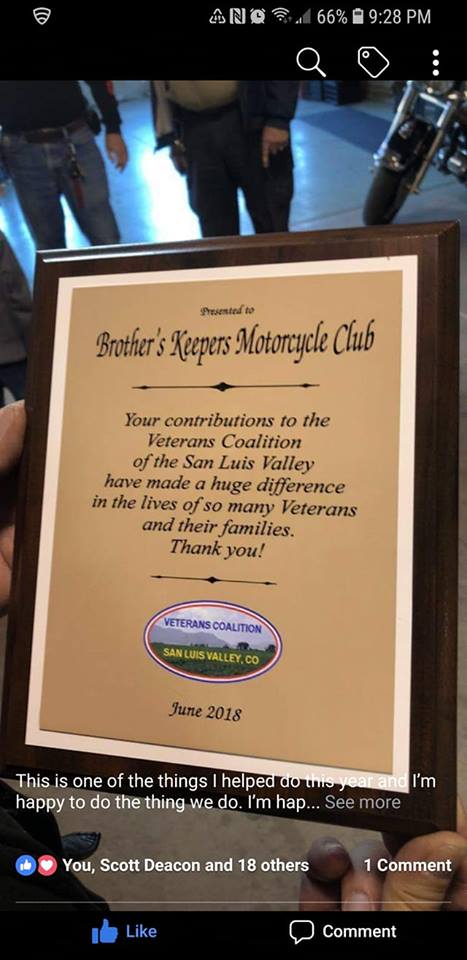 66% 9:28 PM
Presented to
Brother's Keepers Motorcycle Club
Your contributions to the
Veterans Coalition
of the San Luis Valley
have made a huge difference
in the lives of so many Veterans
and their families.
Thank you!
VETERANS COALITION
SAN LUIS VALLEY, CO
June 2018
This is one of the things I helped do this year and I'm
happy to do the thing we do. I'm hap... See more
You, Scott Deacon and 18 others 1 Comment
Like Comment